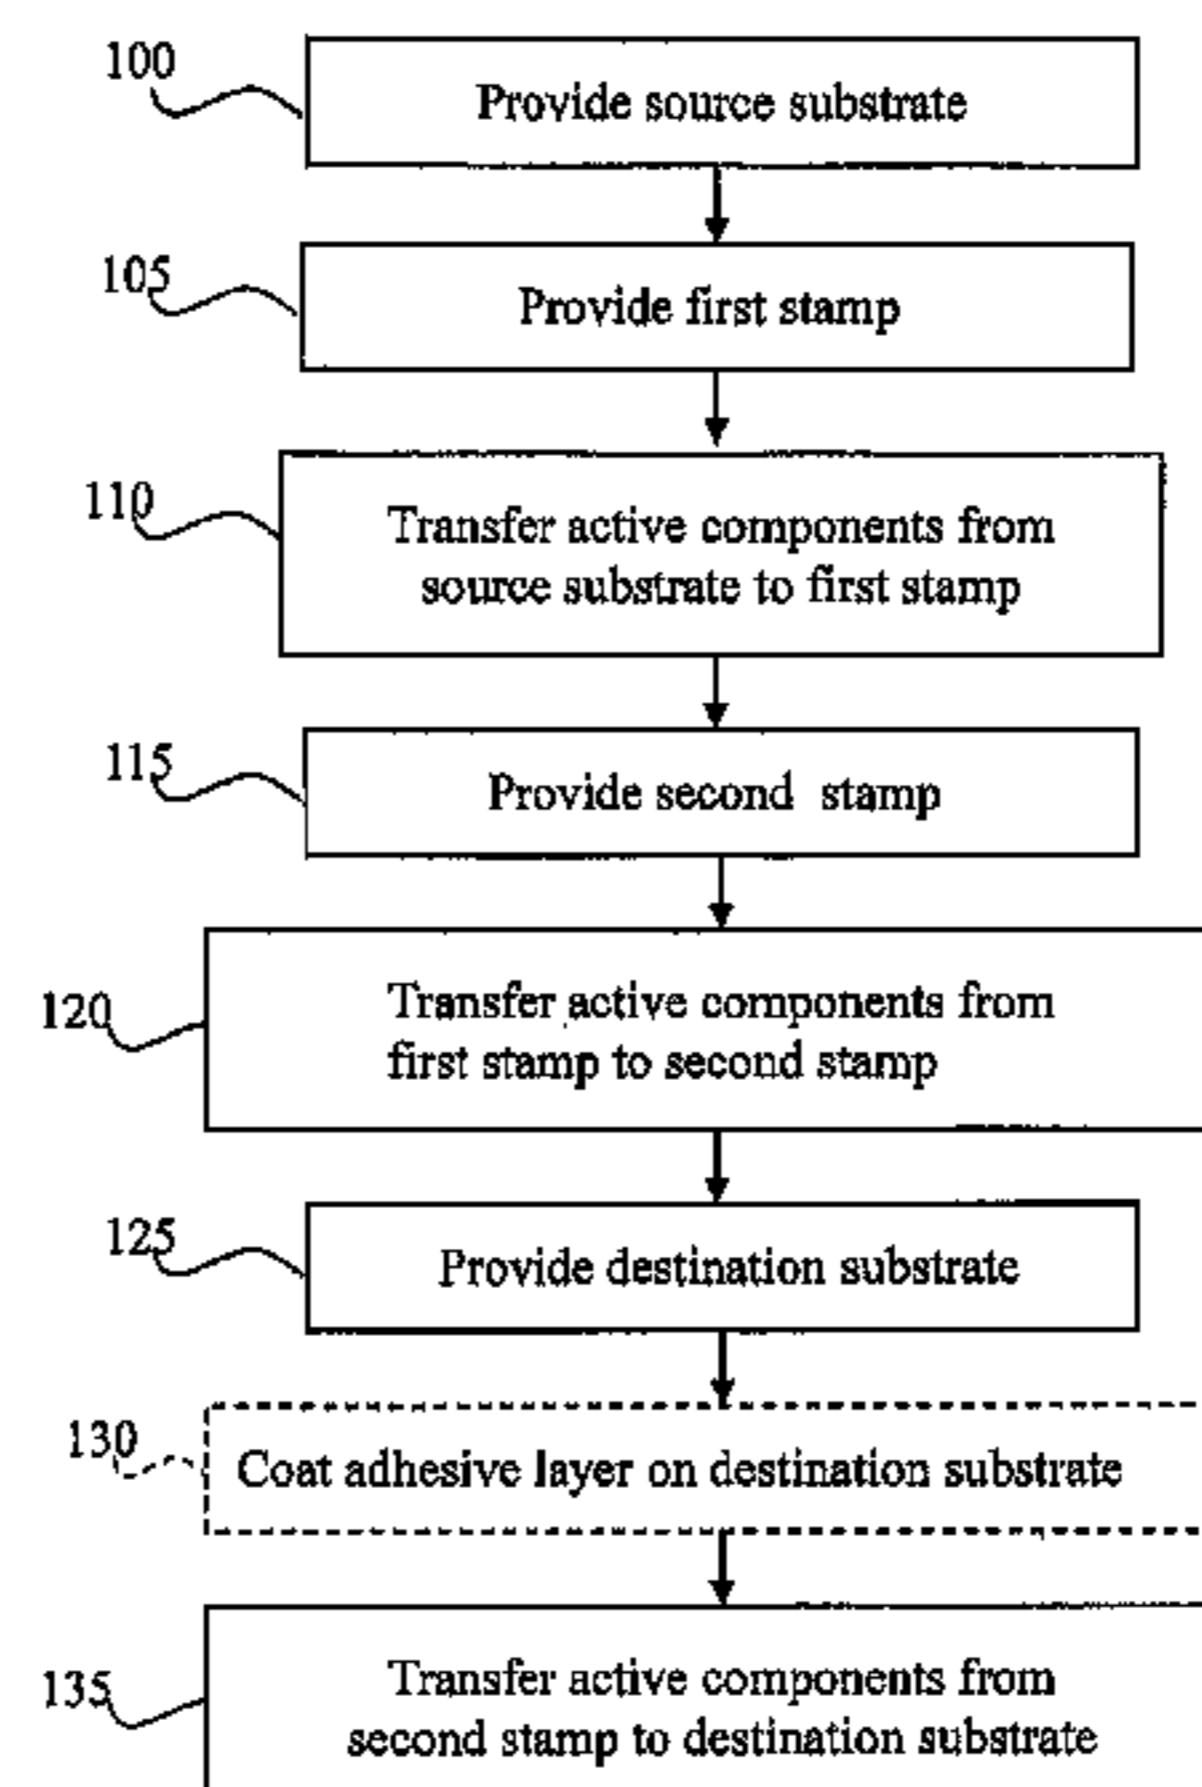 100
Provide source substrate
105
Provide first stamp
110
Transfer active components from
source substrate to first stamp
115
Provide second stamp
120
Transfer active components from
first stamp to second stamp
125
Provide destination substrate
130
Coat adhesive layer on destination substrate
135
Transfer active components from
second stamp to destination substrate